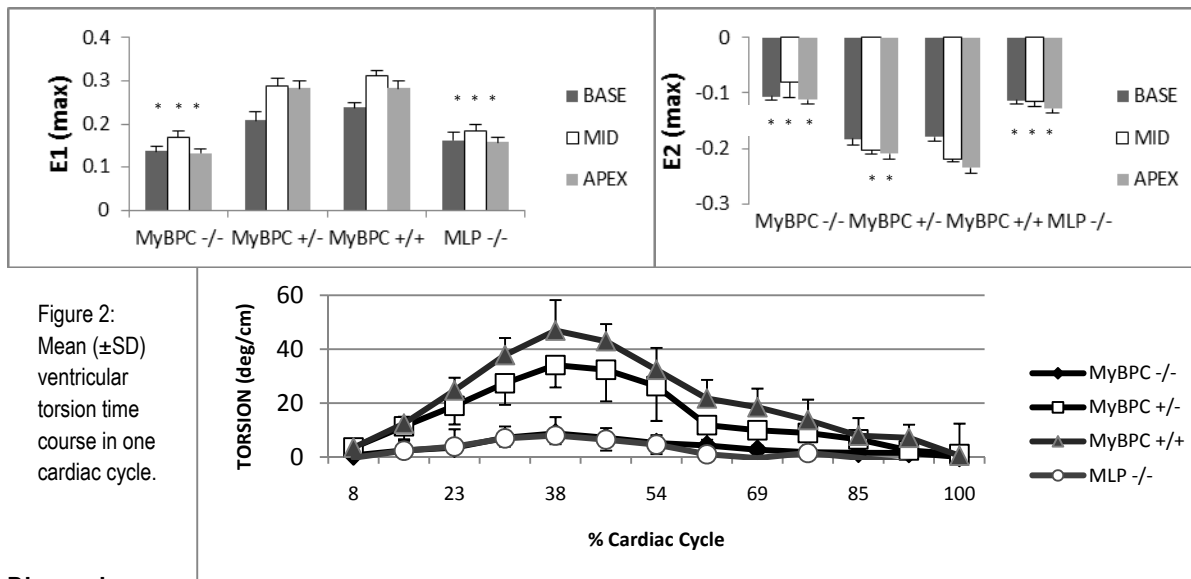 0.4
0.3
0.2
0.1
0
E1 (max)
* * *
* * *
MyBPC -/- MyBPC +/- MyBPC +/+ MLP -/-
BASE
MID
APEX
0
-0.1
-0.2
-0.3
E2 (max)
* * *
* *
* * *
MyBPC -/- MyBPC +/- MyBPC +/+ MLP -/-
BASE
MID
APEX
Figure 2:
Mean (±SD)
ventricular
torsion time
course in one
cardiac cycle.
TORSION (deg/cm)
60
40
20
0
8 23 38 54 69 85 100
% Cardiac Cycle
MyBPC -/-
MyBPC +/-
MyBPC +/+
MLP -/-